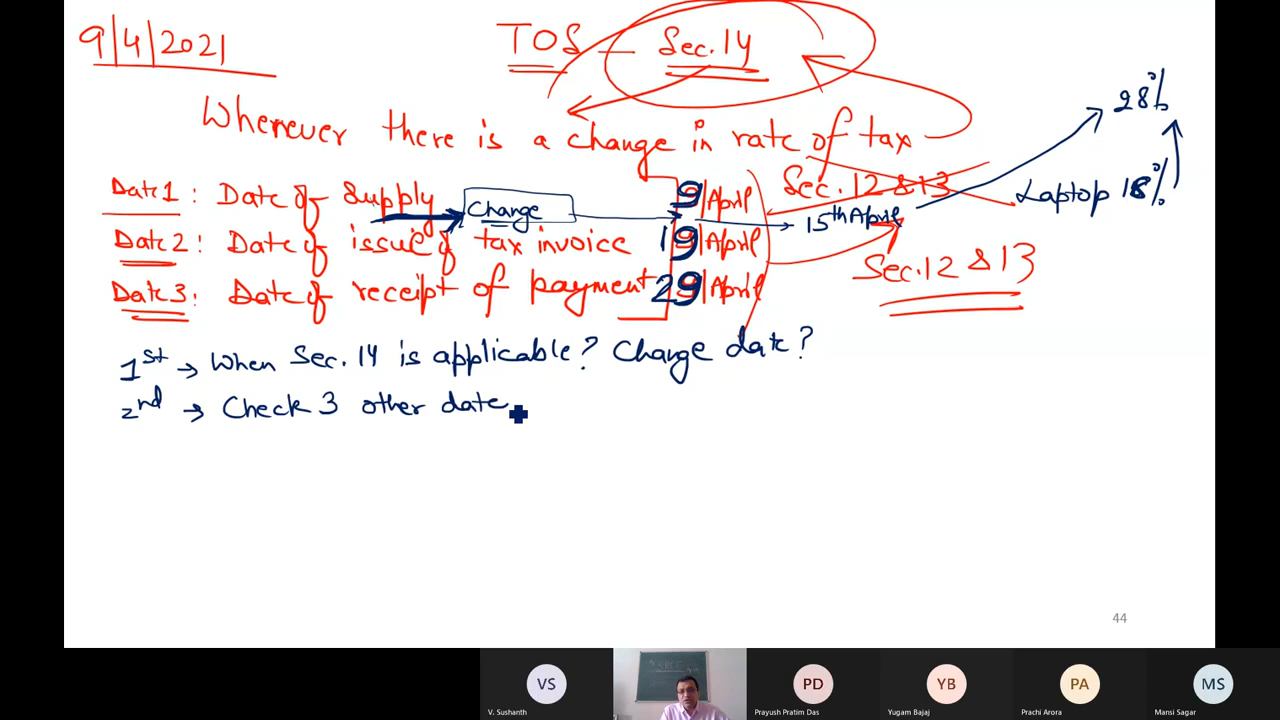 44
9/4/2021
TOS - Sec. 14
28%
Whenever there is a change in rate of tax
Sec. 12 & 13
Laptop 18%
Date 1: Date of Supply
Change
9/April
15th April
Date 2: Date of issue of tax invoice 19/April
Sec. 12 & 13
Date 3: Date of receipt of payment 29/April
1st → When Sec. 14 is applicable? Change date?
2nd → Check 3 other date
44
VS
PD
YB
PA
MS
V. Sushanth
Prayush Pratim Das
Yugam Bajaj
Prachi Arora
Mansi Sagar